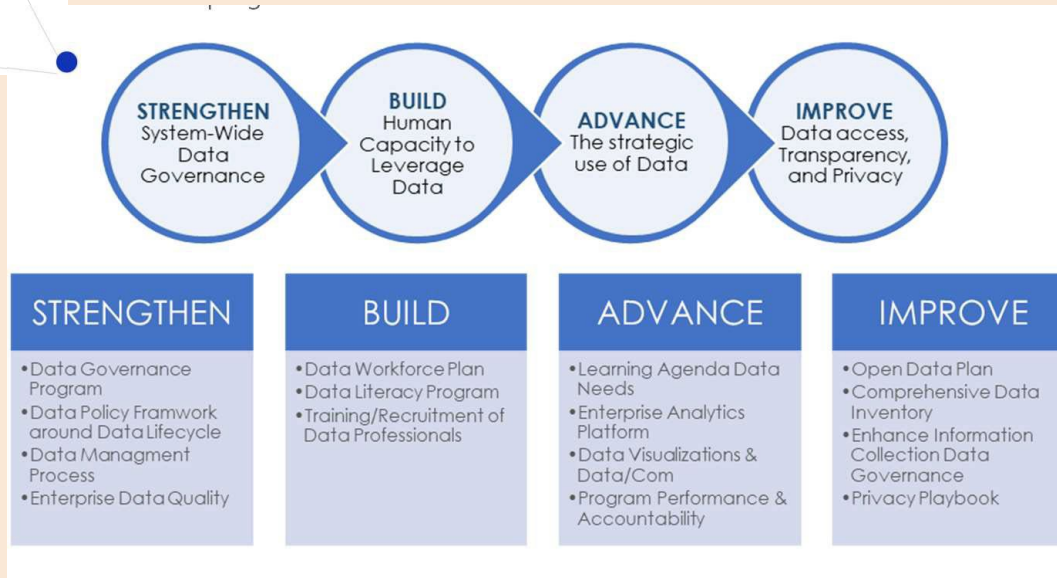 STRENGTHEN
System-Wide
Data
Governance
BUILD
Human
Capacity to
Leverage
Data
ADVANCE
The strategic
use of Data
IMPROVE
Data access,
Transparency,
and Privacy
STRENGTHEN
•Data Governance
Program
•Data Policy Framwork
around Data Lifecycle
•Data Managment
Process
•Enterprise Data Quality
BUILD
•Data Workforce Plan
•Data Literacy Program
•Training/Recruitment of
Data Professionals
ADVANCE
•Learning Agenda Data
Needs
•Enterprise Analytics
Platform
•Data Visualizations &
Data/Com
•Program Performance &
Accountability
IMPROVE
•Open Data Plan
•Comprehensive Data
Inventory
•Enhance Information
Collection Data
Governance
•Privacy Playbook